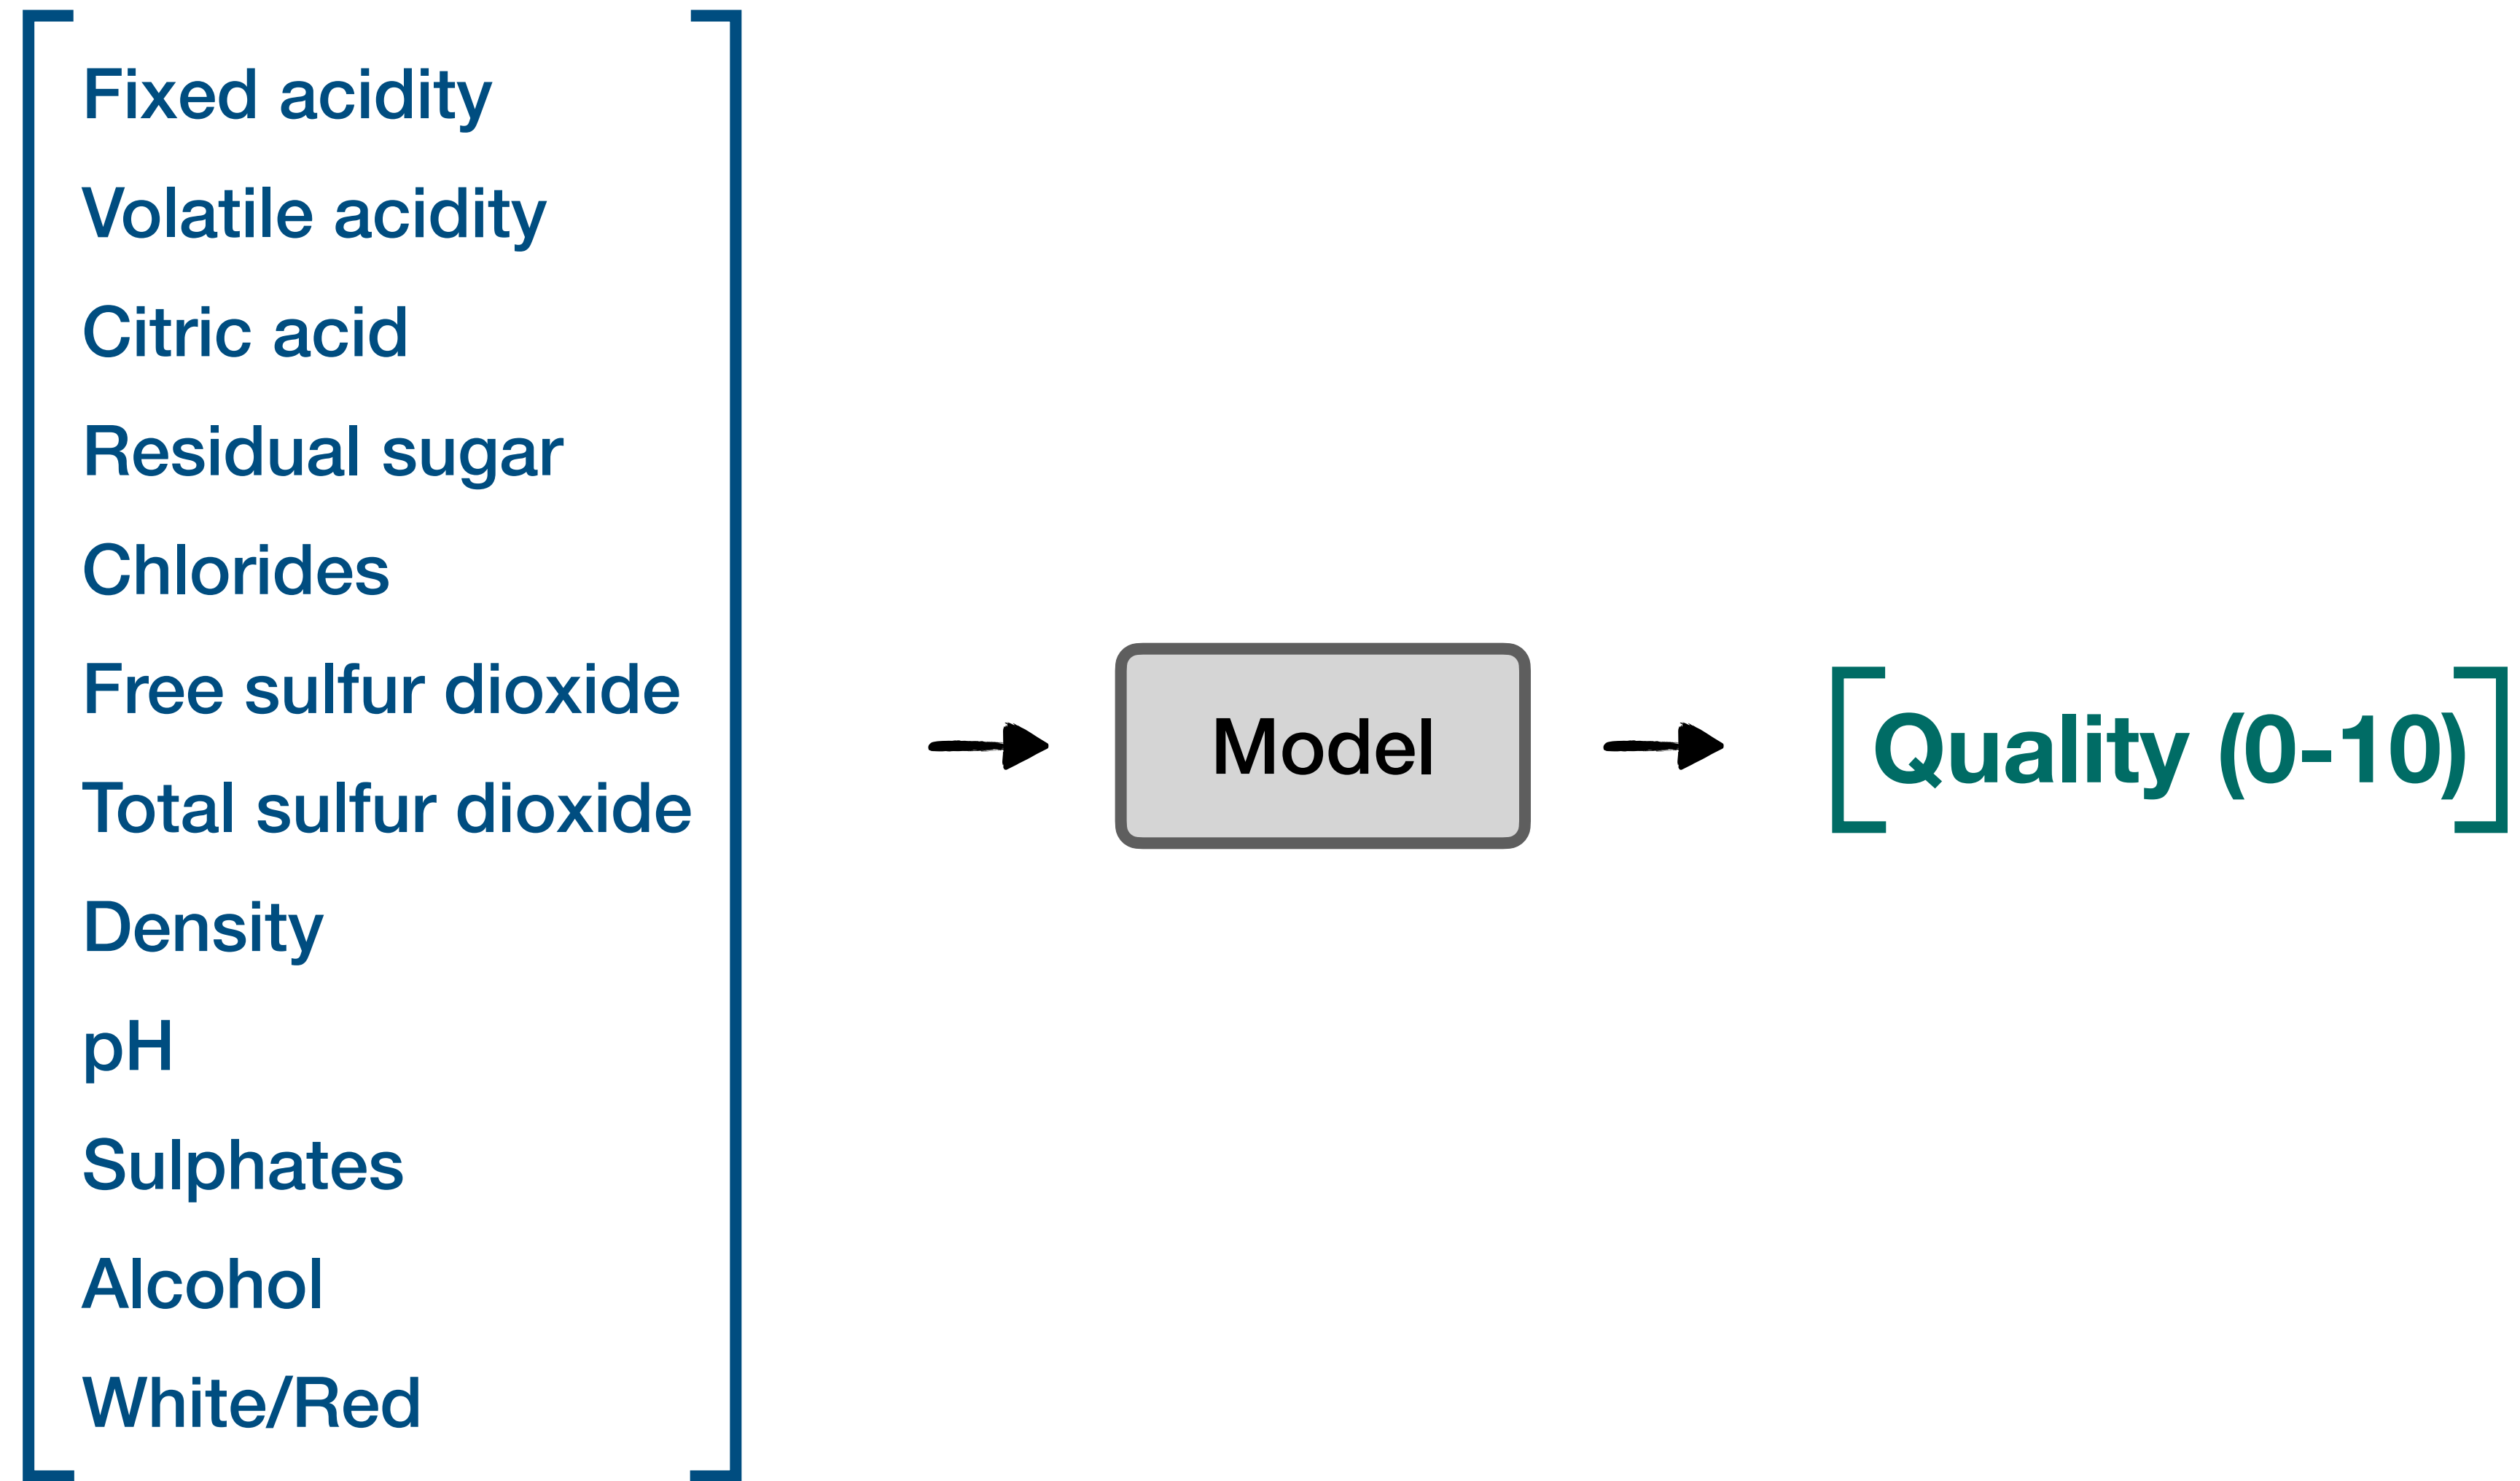 Fixed acidity
Volatile acidity
Citric acid
Residual sugar
Chlorides
Free sulfur dioxide
Total sulfur dioxide
Density
pH
Sulphates
Alcohol
White/Red
Model
Quality (0-10)